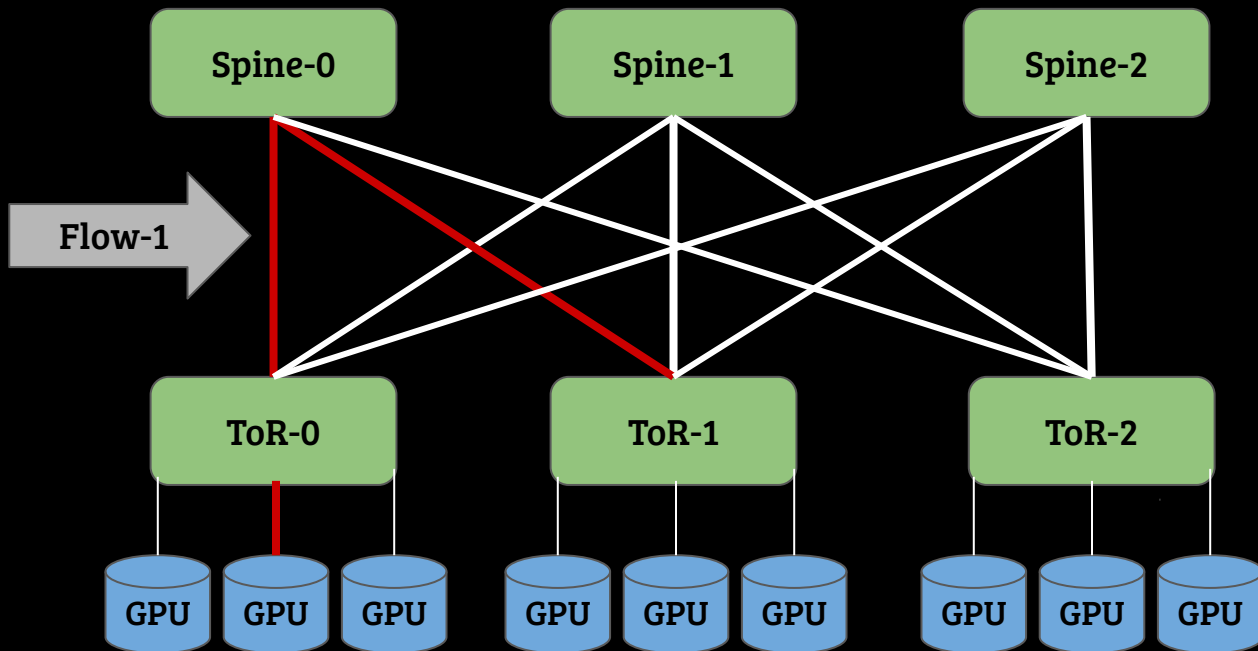 Spine-0
Spine-1
Spine-2
Flow-1
ToR-0
ToR-1
ToR-2
GPU
GPU
GPU
GPU
GPU
GPU
GPU
GPU
GPU